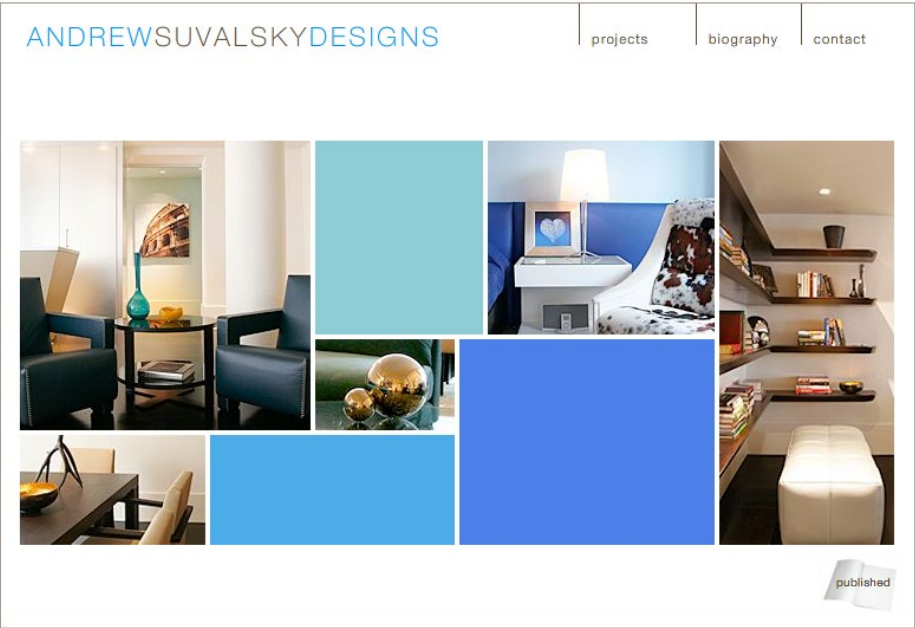 ANDREWSUVALSKYDESIGNS
projects
biography
contact
published